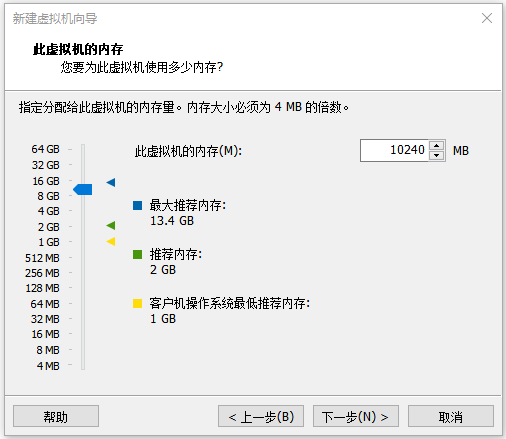 新建虚拟机向导
此虚拟机的内存
您要为此虚拟机使用多少内存?
指定分配给此虚拟机的内存量。内存大小必须为 4 MB 的倍数。
此虚拟机的内存(M):
10240 MB
64 GB
32 GB
16 GB
8 GB
4 GB
2 GB
1 GB
512 MB
256 MB
128 MB
64 MB
32 MB
16 MB
8 MB
4 MB
最大推荐内存:
13.4 GB
推荐内存:
2 GB
客户机操作系统最低推荐内存:
1 GB
帮助
< 上一步(B)
下一步(N) >
取消